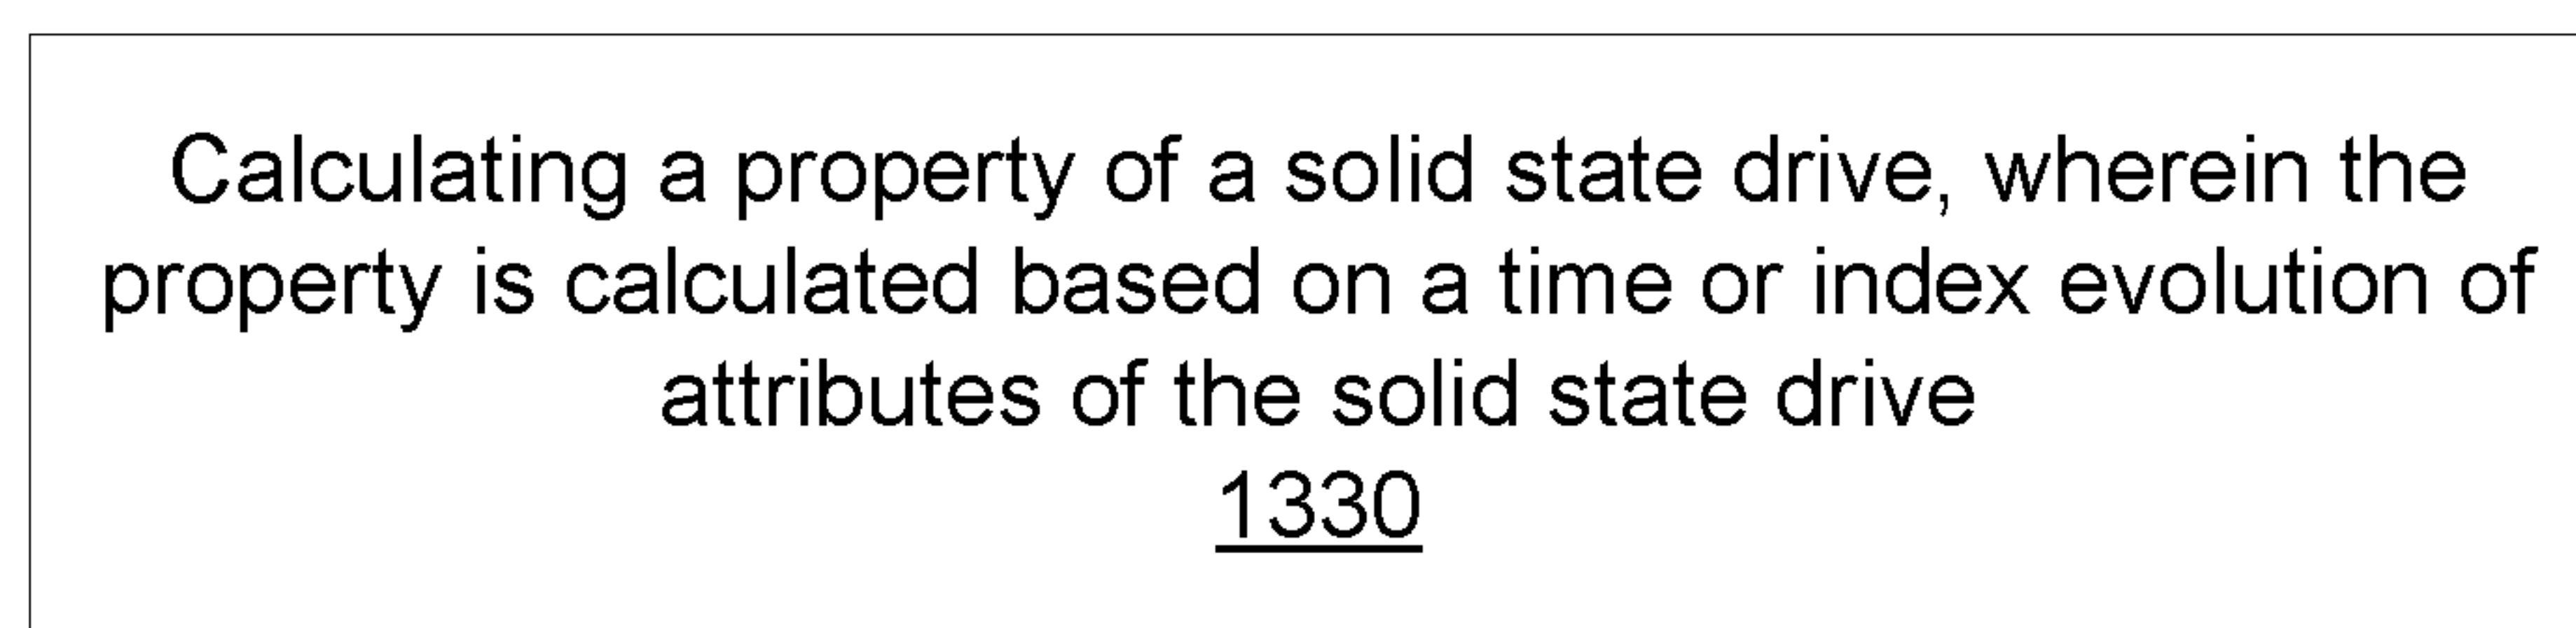 Calculating a property of a solid state drive, wherein the
property is calculated based on a time or index evolution of
attributes of the solid state drive
1330